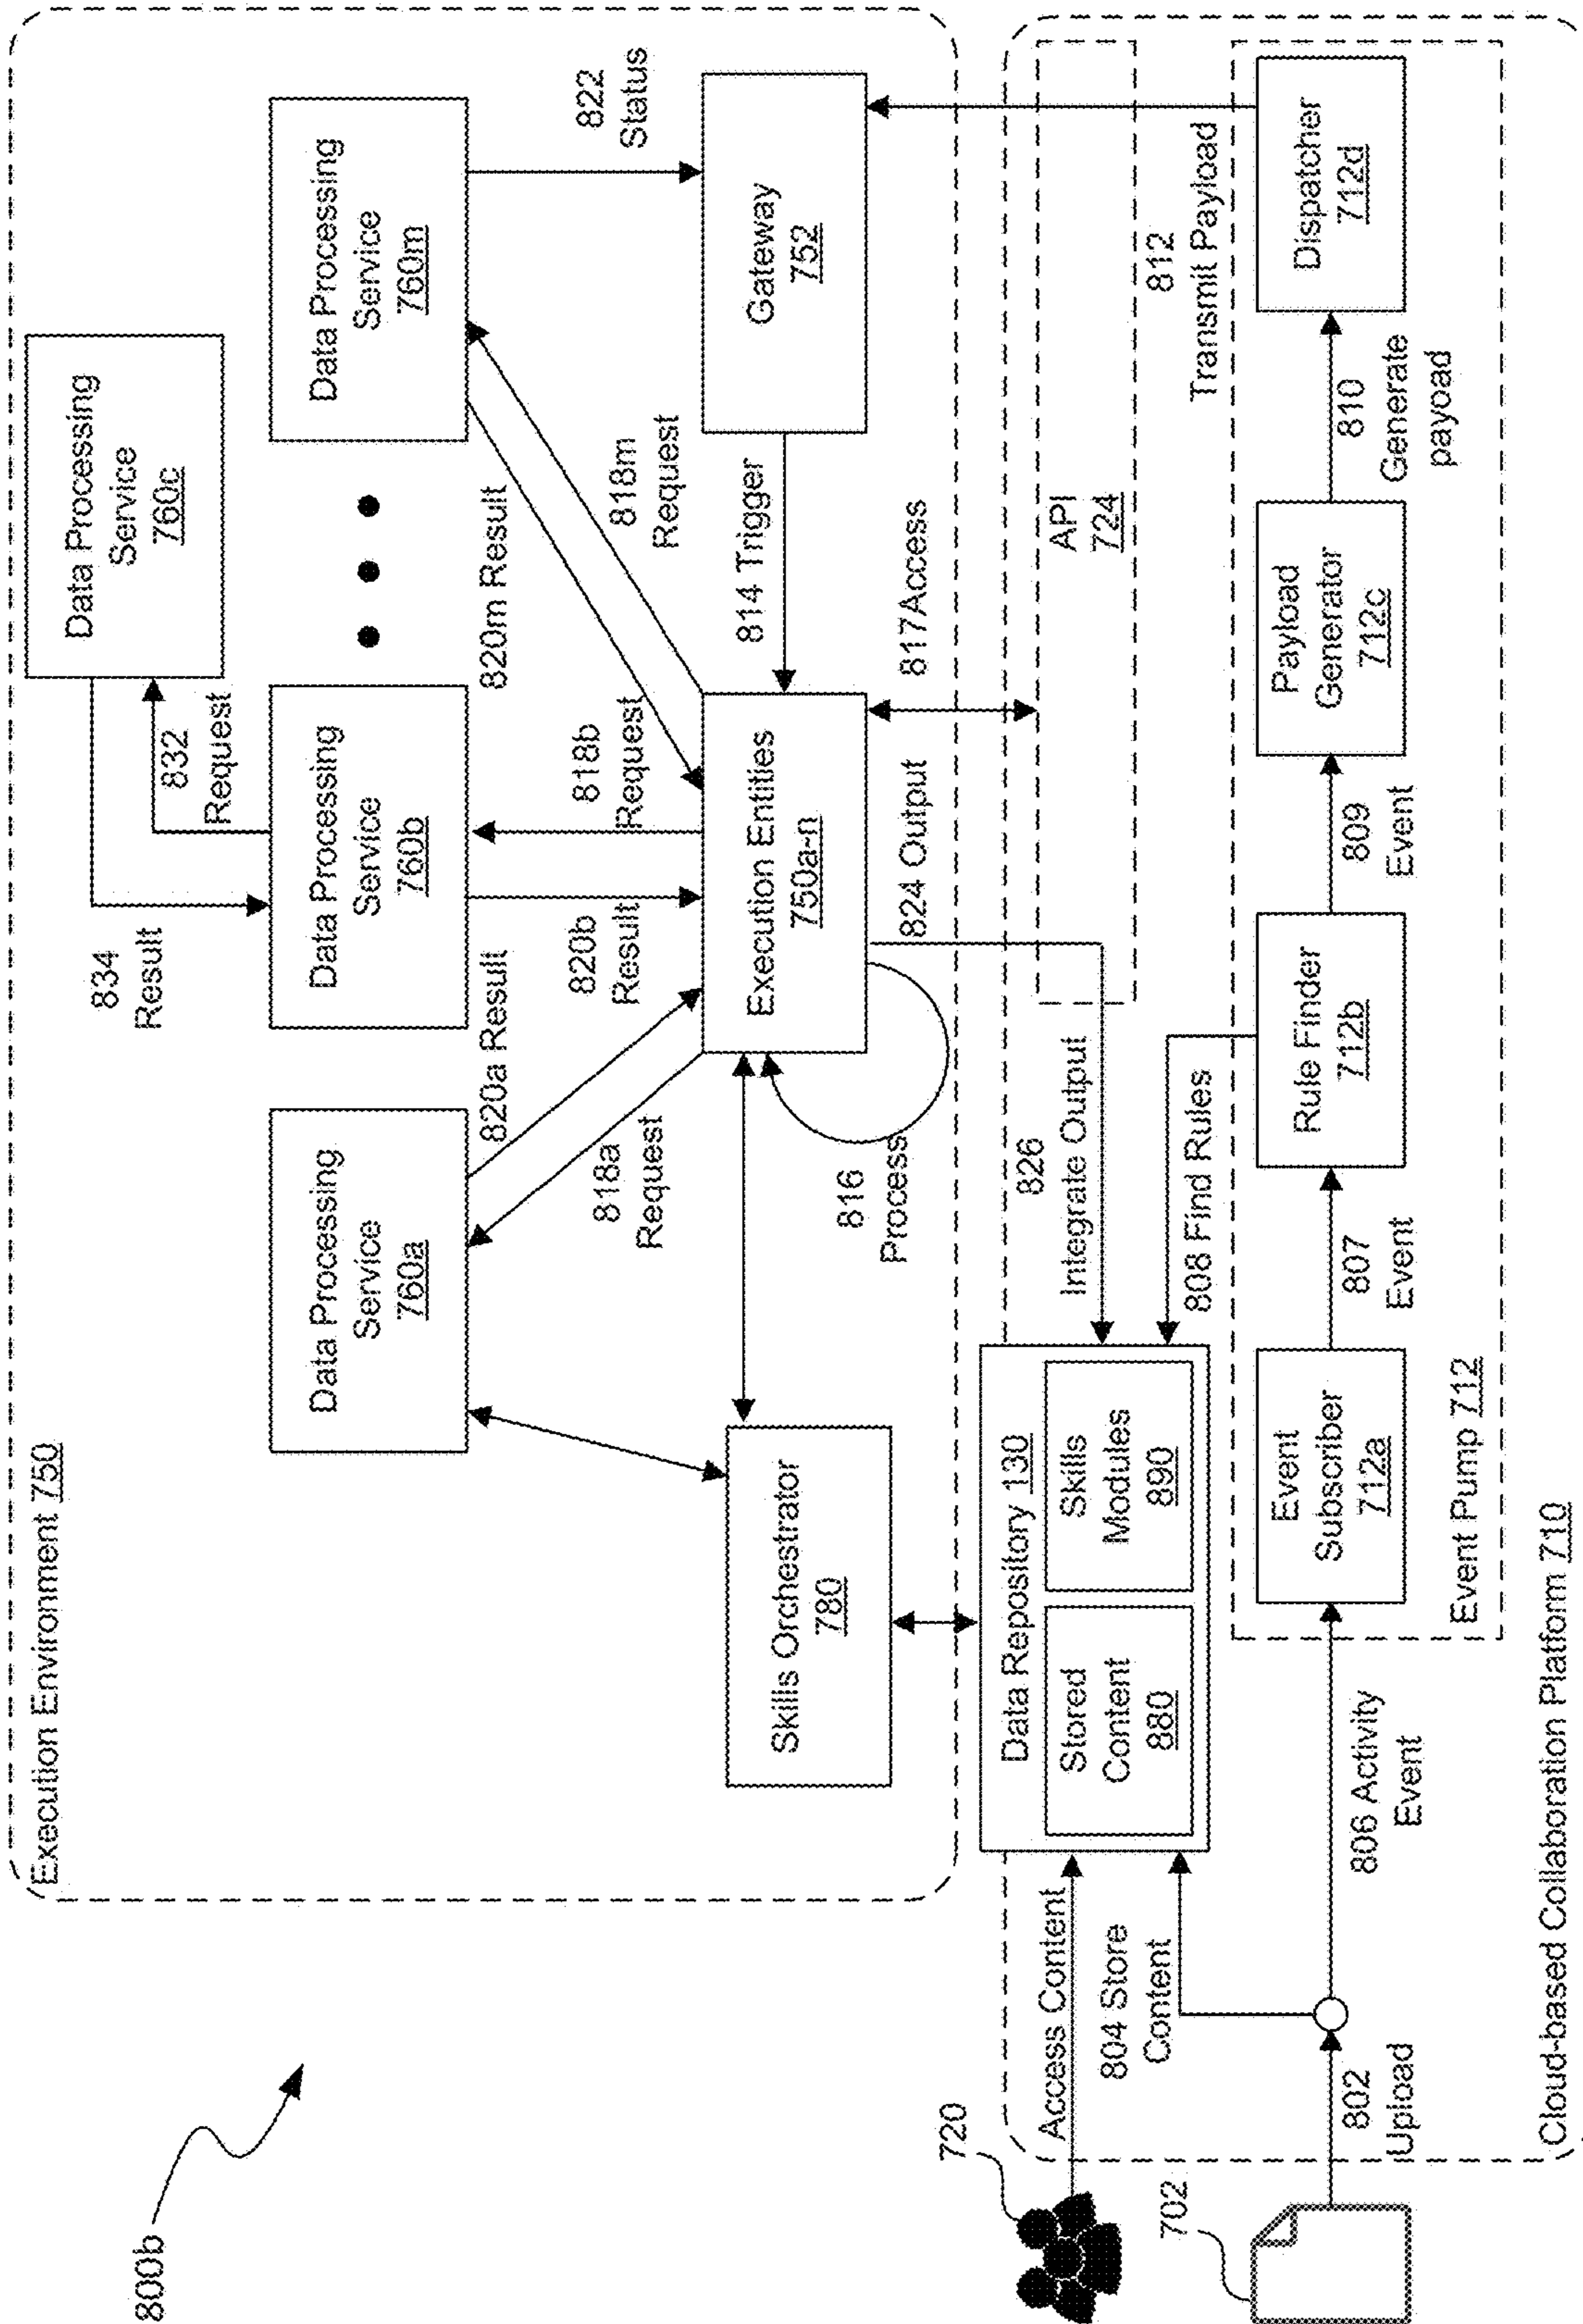 800b
Execution Environment 750
Data Processing
Service
760c
834
Result
832
Request
Data Processing
Service
760a
Data Processing
Service
760b
Data Processing
Service
760m
820a Result
818a
Request
820b
Result
818b
Request
820m Result
818m
Request
822
Status
Skills Orchestrator
780
Execution Entities
750a-n
814 Trigger
Gateway
752
816
Process
824 Output
817Access
720
Access Content
804 Store
Content
Data Repository 130
Stored
Content
880
Skills
Modules
890
826
Integrate Output
808 Find Rules
API
724
812
Transmit Payload
702
802
Upload
806 Activity
Event
Event
Subscriber
712a
807
Event
Rule Finder
712b
809
Event
Payload
Generator
712c
810
Generate
payoad
Dispatcher
712d
Event Pump 712
Cloud-based Collaboration Platform 710